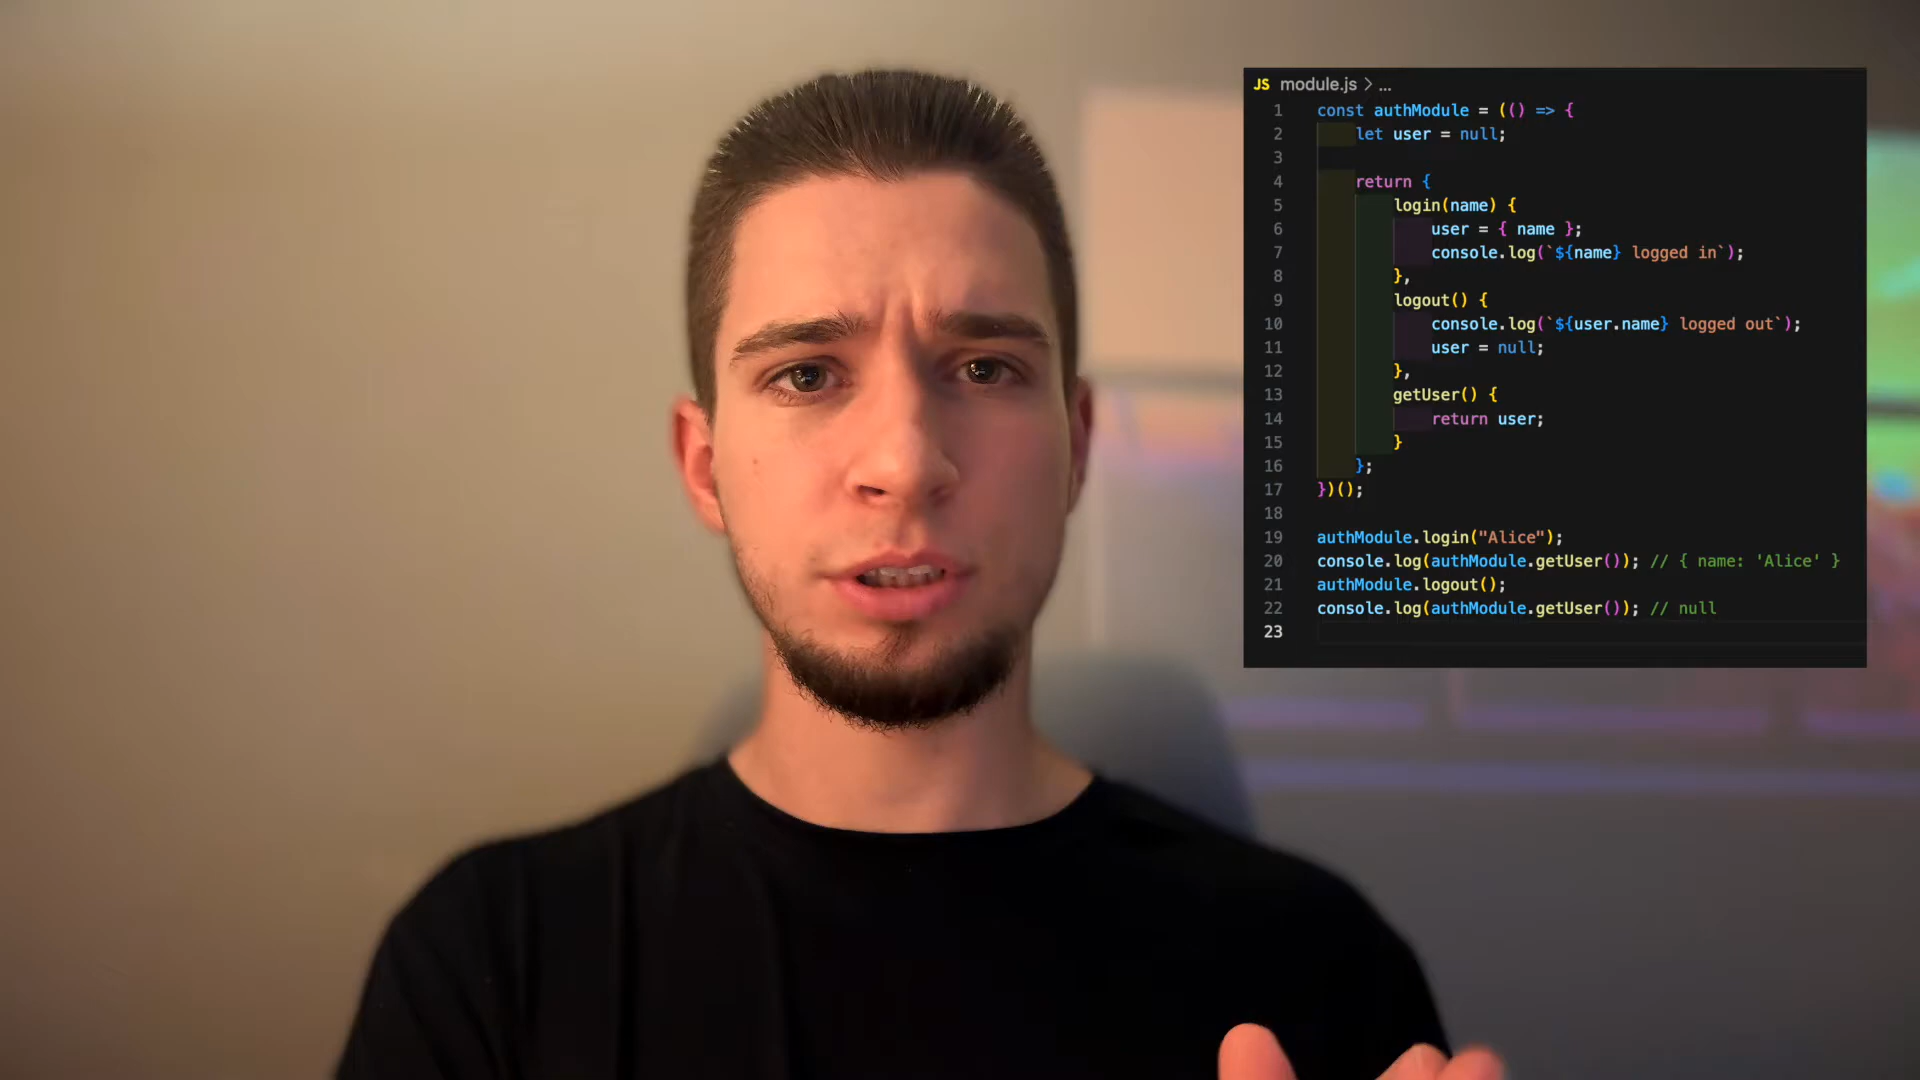 JS module.js > ...
1 const authModule = (() => {
2     let user = null;
3
4     return {
5         login(name) {
6             user = { name };
7             console.log(`${name} logged in`);
8         },
9         logout() {
10             console.log(`${user.name} logged out`);
11             user = null;
12         },
13         getUser() {
14             return user;
15         }
16     };
17 })();
18
19 authModule.login("Alice");
20 console.log(authModule.getUser()); // { name: 'Alice' }
21 authModule.logout();
22 console.log(authModule.getUser()); // null
23